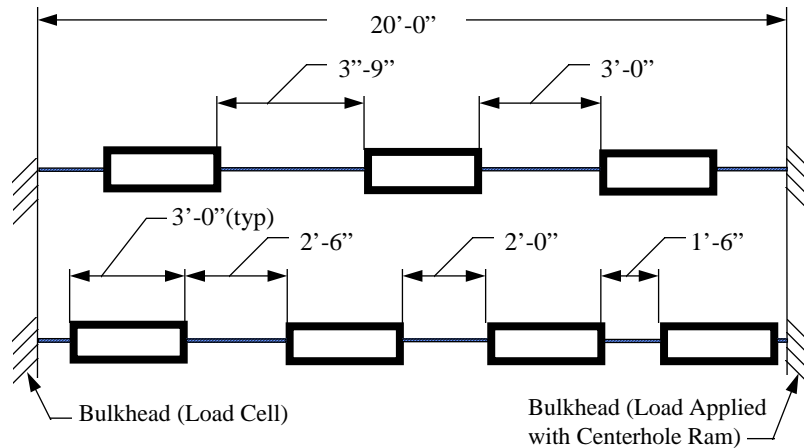 20’-0”
3”-9”
3’-0”
3’-0”(typ)
2’-6”
2’-0”
1’-6”
Bulkhead (Load Cell)
Bulkhead (Load Applied
with Centerhole Ram)